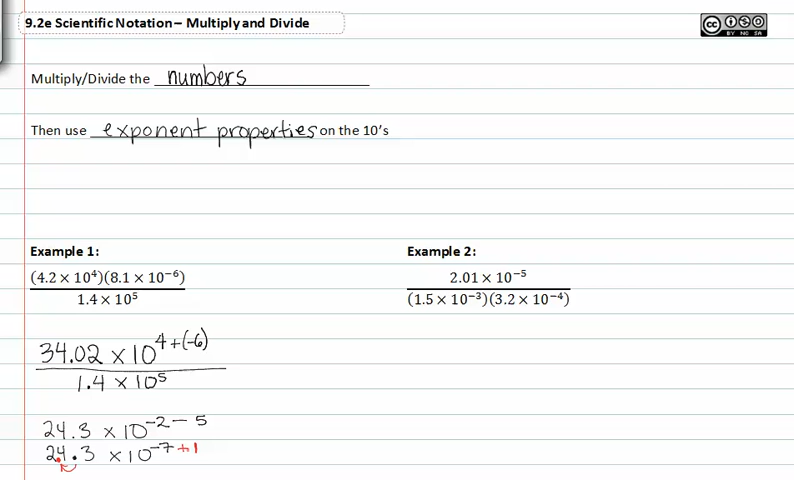 9.2e Scientific Notation – Multiply and Divide
CC BY NC SA
Multiply/Divide the numbers
Then use exponent properties on the 10's
Example 1:
(4.2 × 10⁴)(8.1 × 10⁻⁶)
1.4 × 10⁵
34.02 × 10⁴⁺⁽⁻⁶⁾
1.4 × 10⁵
24.3 × 10⁻²⁻⁵
24.3 × 10⁻⁷⁺¹
Example 2:
2.01 × 10⁻⁵
(1.5 × 10⁻³)(3.2 × 10⁻⁴)